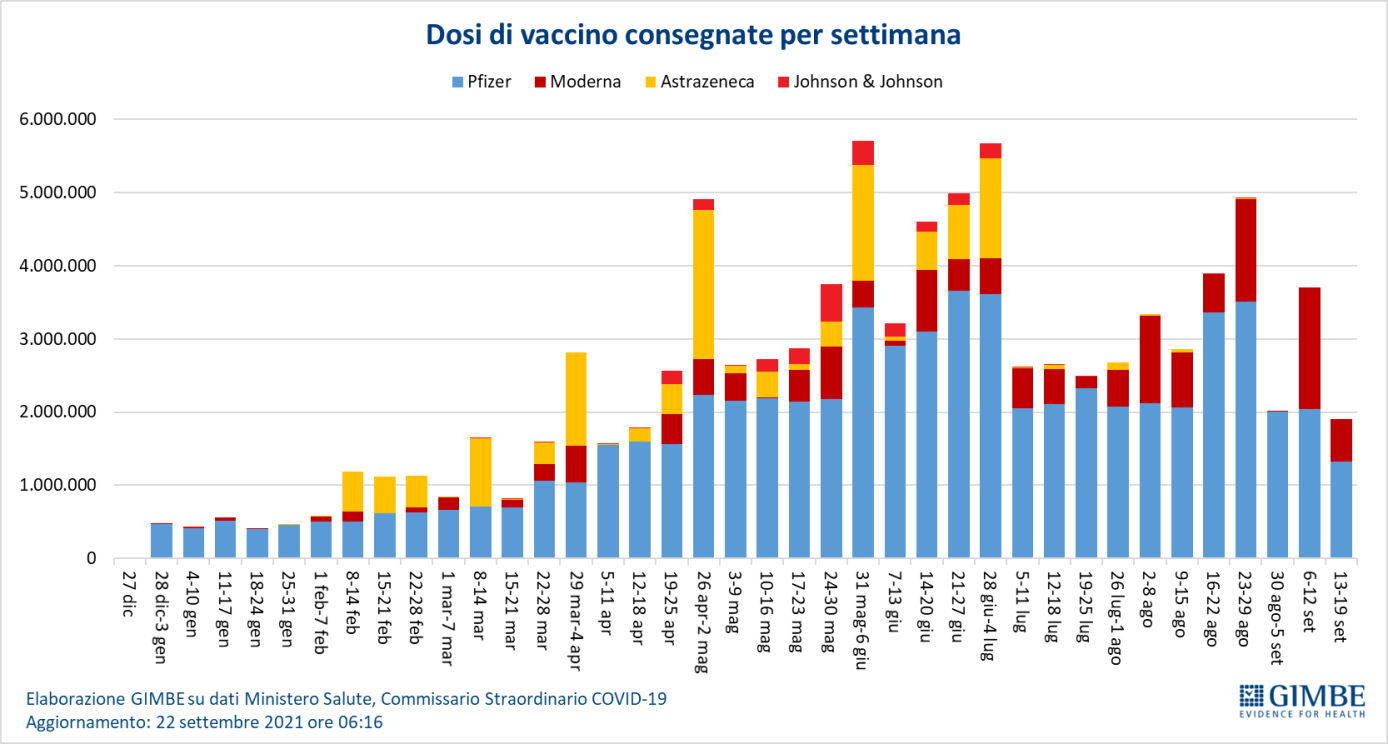 Dosi di vaccino consegnate per settimana
Pfizer Moderna Astrazeneca Johnson & Johnson
6.000.000
5.000.000
4.000.000
3.000.000
2.000.000
1.000.000
0
27 dic
28 dic-3 gen
4-10 gen
11-17 gen
18-24 gen
25-31 gen
1 feb-7 feb
8-14 feb
15-21 feb
22-28 feb
1 mar-7 mar
8-14 mar
15-21 mar
22-28 mar
29 mar-4 apr
5-11 apr
12-18 apr
19-25 apr
26 apr-2 mag
3-9 mag
10-16 mag
17-23 mag
24-30 mag
31 mag-6 giu
7-13 giu
14-20 giu
21-27 giu
28 giu-4 lug
5-11 lug
12-18 lug
19-25 lug
26 lug-1 ago
2-8 ago
9-15 ago
16-22 ago
23-29 ago
30 ago-5 set
6-12 set
13-19 set
Elaborazione GIMBE su dati Ministero Salute, Commissario Straordinario COVID-19
Aggiornamento: 22 settembre 2021 ore 06:16
GIMBE
EVIDENCE FOR HEALTH